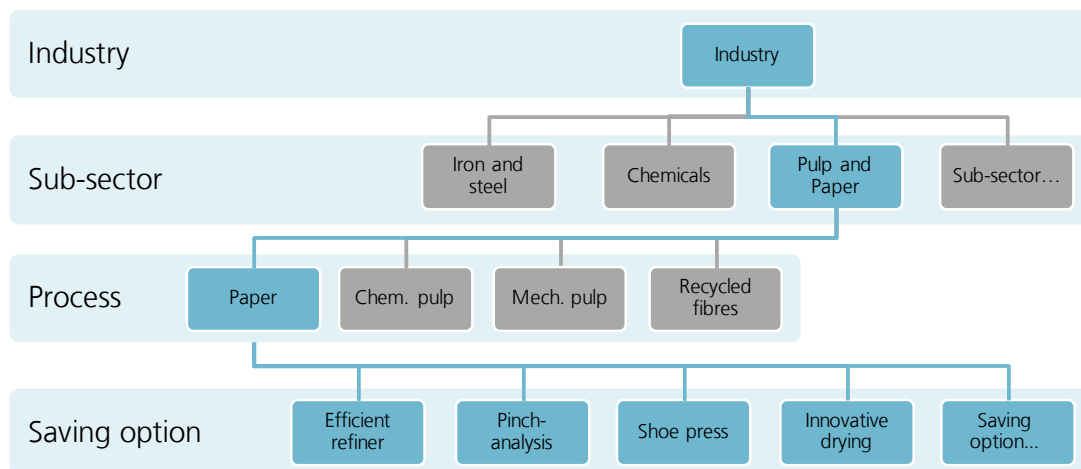 Industry
Industry
Sub-sector
Iron and
steel
Chemicals
Pulp and
Paper
Sub-sector...
Process
Paper
Chem. pulp
Mech. pulp
Recycled
fibres
Saving option
Efficient
refiner
Pinch-
analysis
Shoe press
Innovative
drying
Saving
option...